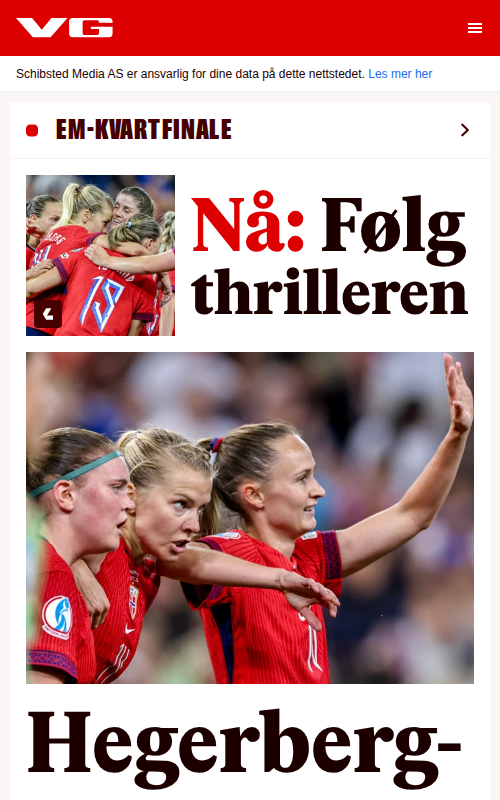 VG
Schibsted Media AS er ansvarlig for dine data på dette nettstedet. Les mer her
EM-KVARTFINALE
Nå: Følg
thrilleren
15
Hegerberg-